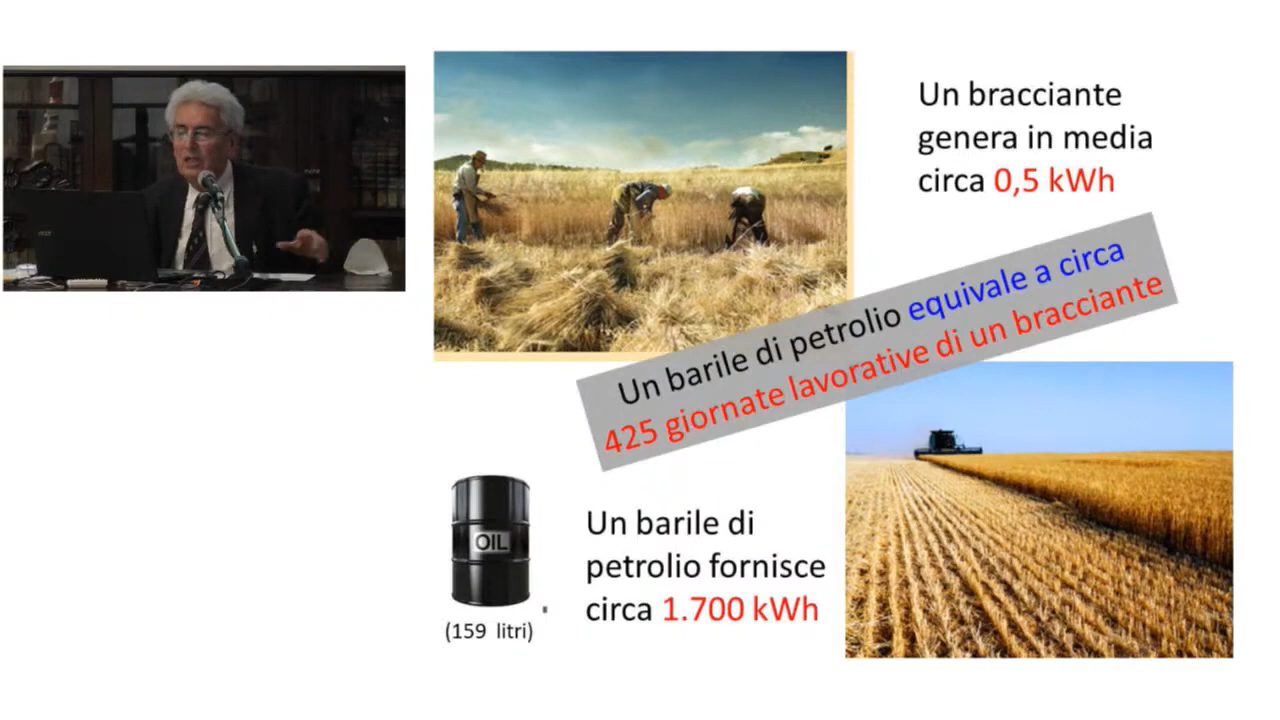 Un bracciante
genera in media
circa 0,5 kWh
Un barile di petrolio equivale a circa
425 giornate lavorative di un bracciante
OIL
(159 litri)
Un barile di
petrolio fornisce
circa 1.700 kWh